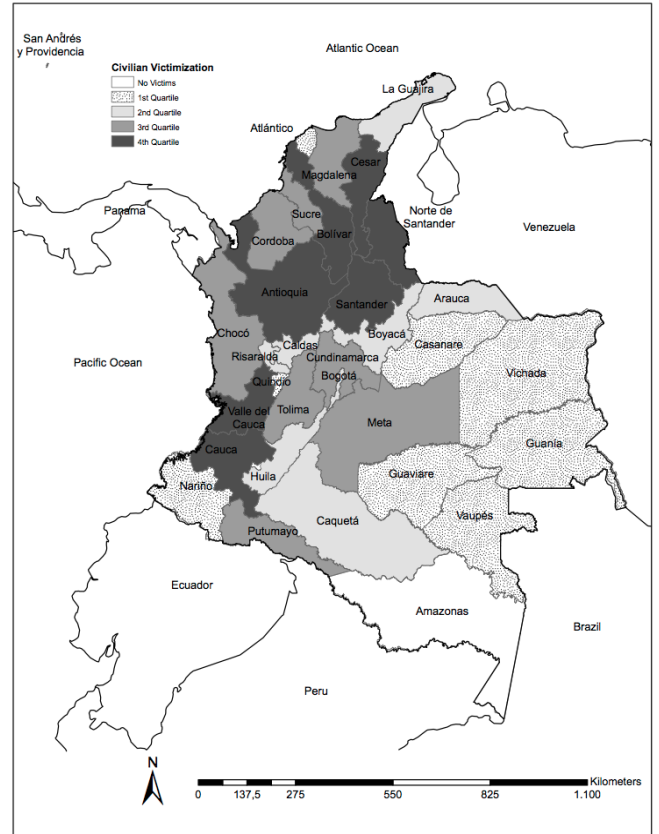 San Andrés
y Providencia
Atlantic Ocean
Civilian Victimization
No Victims
1st Quartile
2nd Quartile
3rd Quartile
4th Quartile
La Guajira
Atlántico
Cesar
Magdalena
Panama
Sucre
Norte de
Santander
Venezuela
Cordoba
Bolívar
Antioquia
Santander
Arauca
Chocó
Boyacá
Caldas
Casanare
Pacific Ocean
Risaralda
Cundinamarca
Vichada
Quindio
Bogotá
Valle del
Cauca
Tolima
Meta
Guanía
Cauca
Huila
Guaviare
Nariño
Vaupés
Caquetá
Putumayo
Ecuador
Amazonas
Brazil
Peru
N
Kilometers
0 137,5 275 550 825 1.100